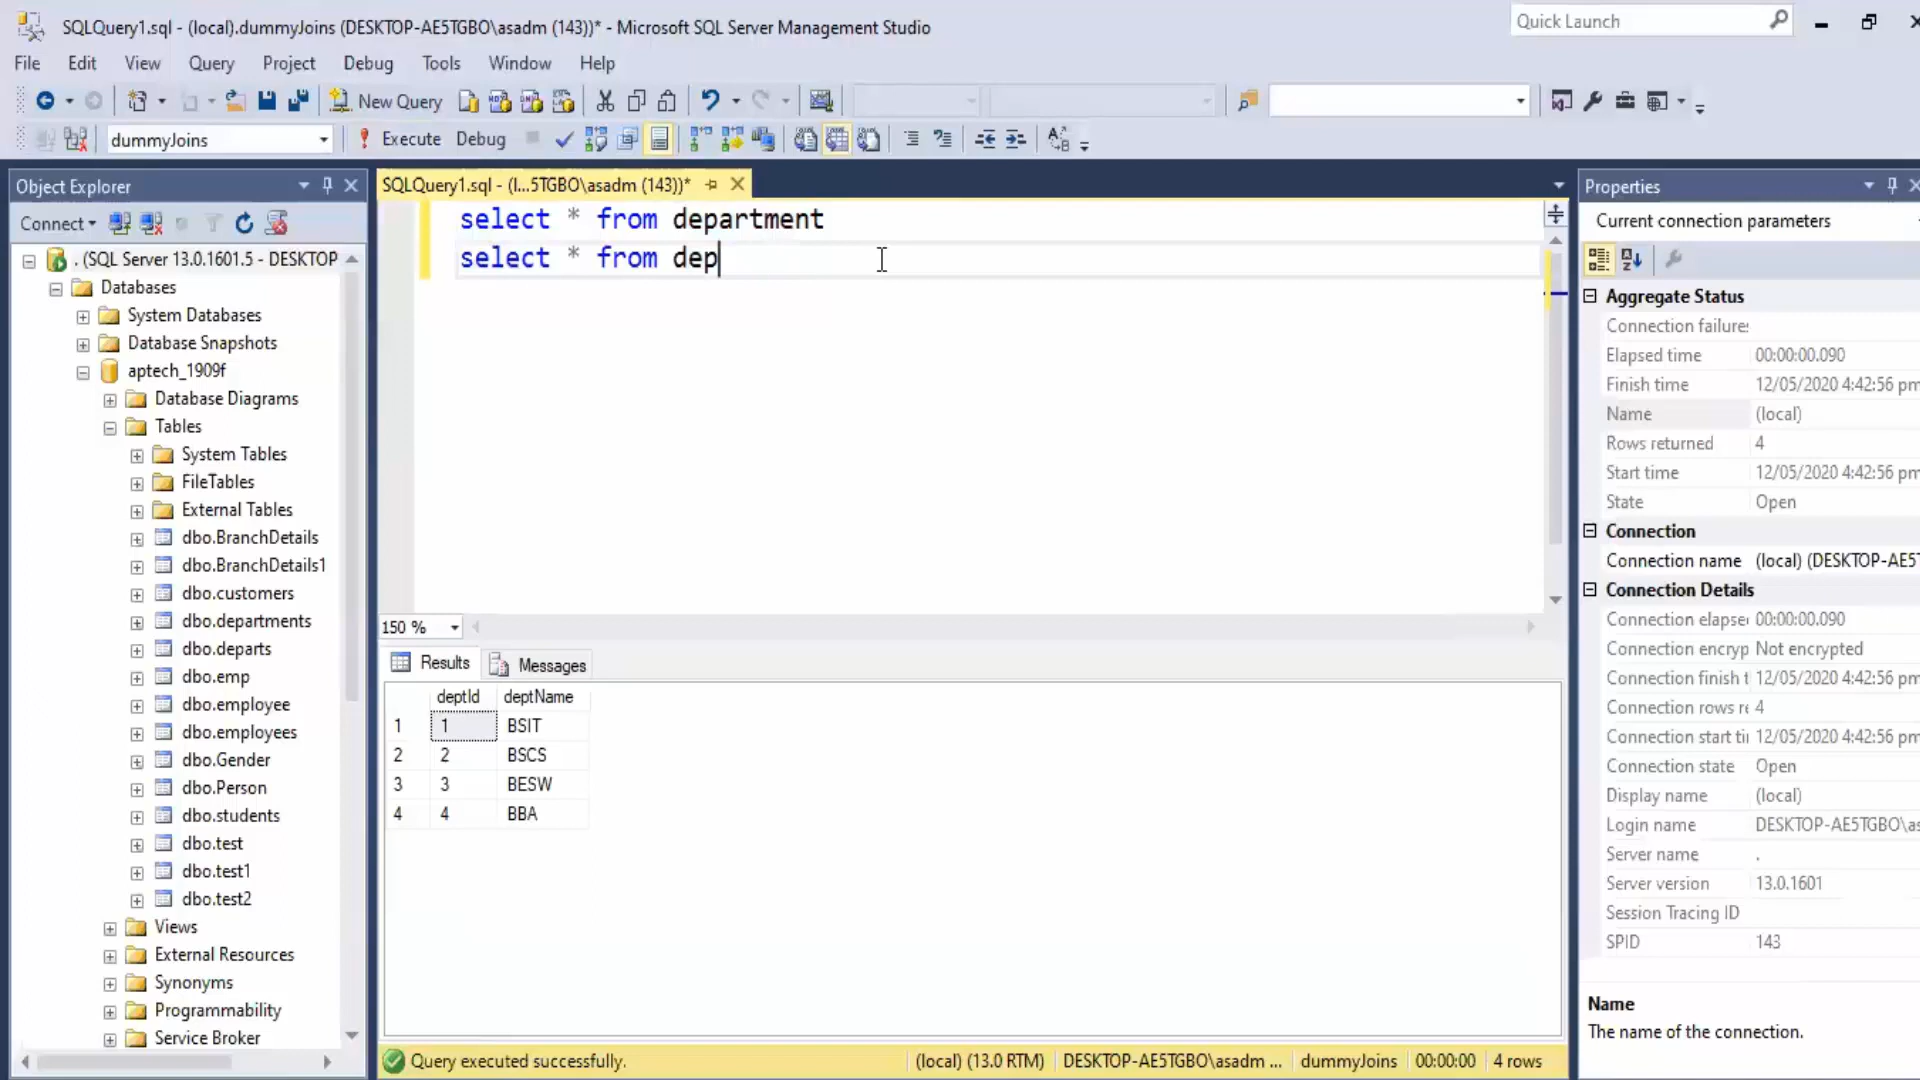 SQLQuery1.sql - (local).dummyJoins (DESKTOP-AE5TGBO\asadm (143))* - Microsoft SQL Server Management Studio
Quick Launch
File Edit View Query Project Debug Tools Window Help
New Query
dummyJoins Execute Debug
Object Explorer
Connect
. (SQL Server 13.0.1601.5 - DESKTOP
Databases
System Databases
Database Snapshots
aptech_1909f
Database Diagrams
Tables
System Tables
FileTables
External Tables
dbo.BranchDetails
dbo.BranchDetails1
dbo.customers
dbo.departments
dbo.departs
dbo.emp
dbo.employee
dbo.employees
dbo.Gender
dbo.Person
dbo.students
dbo.test
dbo.test1
dbo.test2
Views
External Resources
Synonyms
Programmability
Service Broker
SQLQuery1.sql - (l...5TGBO\asadm (143))*
select * from department
select * from dep
150 %
Results Messages
deptId deptName
1 1 BSIT
2 2 BSCS
3 3 BESW
4 4 BBA
Query executed successfully. (local) (13.0 RTM) DESKTOP-AE5TGBO\asadm ... dummyJoins 00:00:00 4 rows
Properties
Current connection parameters
Aggregate Status
Connection failures
Elapsed time 00:00:00.090
Finish time 12/05/2020 4:42:56 pm
Name (local)
Rows returned 4
Start time 12/05/2020 4:42:56 pm
State Open
Connection
Connection name (local) (DESKTOP-AE5T
Connection Details
Connection elapse 00:00:00.090
Connection encryp Not encrypted
Connection finish t 12/05/2020 4:42:56 pm
Connection rows re 4
Connection start ti 12/05/2020 4:42:56 pm
Connection state Open
Display name (local)
Login name DESKTOP-AE5TGBO\as
Server name .
Server version 13.0.1601
Session Tracing ID
SPID 143
Name
The name of the connection.